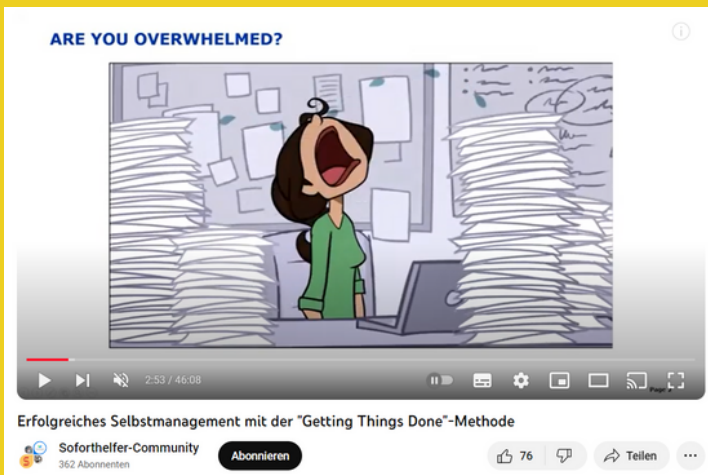 ARE YOU OVERWHELMED?
2:53 / 46:08
Erfolgreiches Selbstmanagement mit der "Getting Things Done"-Methode
Soforthelfer-Community
362 Abonnenten
Abonnieren
76
Teilen